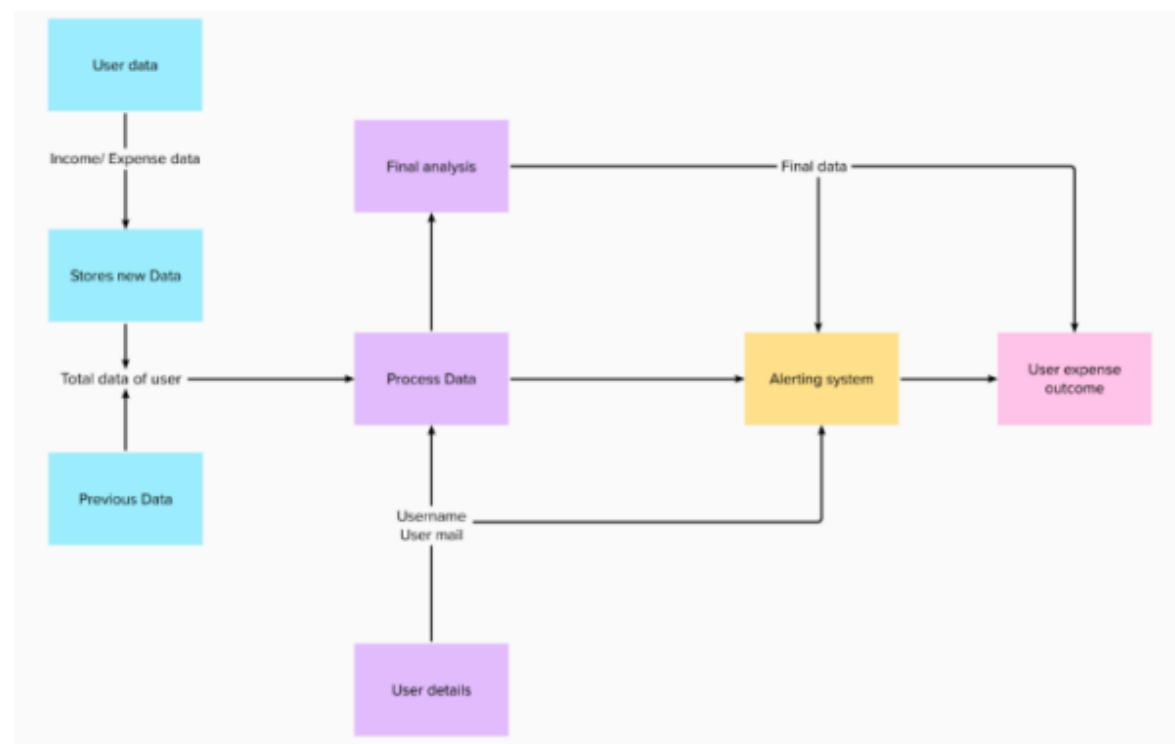 User data
Income/ Expense data
Final analysis
Final data
Stores new Data
Total data of user
Process Data
Alerting system
User expense
outcome
Previous Data
Username
User mail
User details